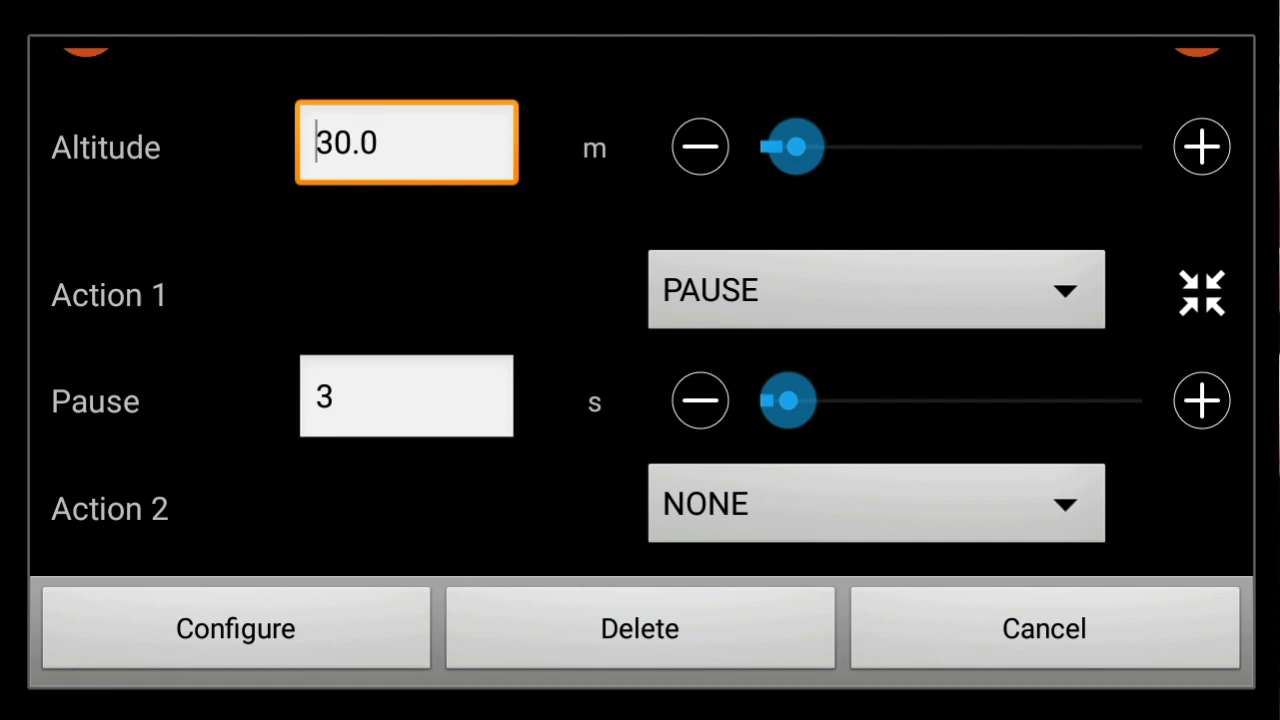 Altitude 30.0 m
Action 1 PAUSE
Pause 3 s
Action 2 NONE
Configure Delete Cancel